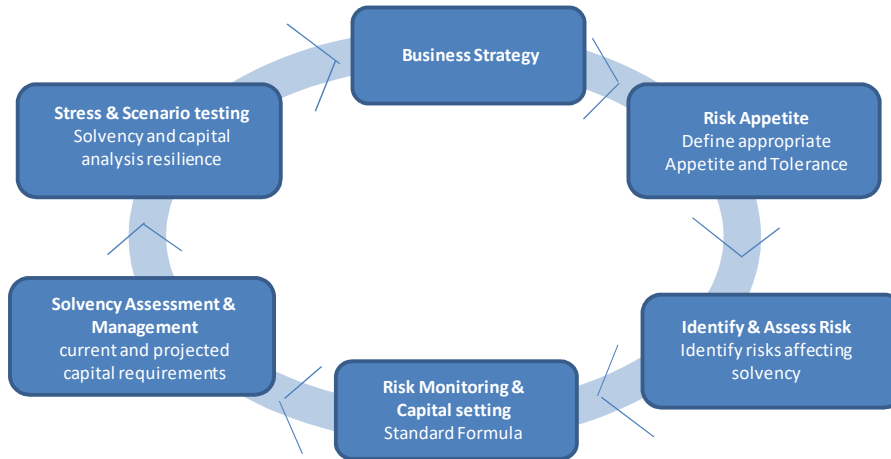 Business Strategy
Risk Appetite
Define appropriate
Appetite and Tolerance
Identify & Assess Risk
Identify risks affecting
solvency
Risk Monitoring &
Capital setting
Standard Formula
Solvency Assessment &
Management
current and projected
capital requirements
Stress & Scenario testing
Solvency and capital
analysis resilience